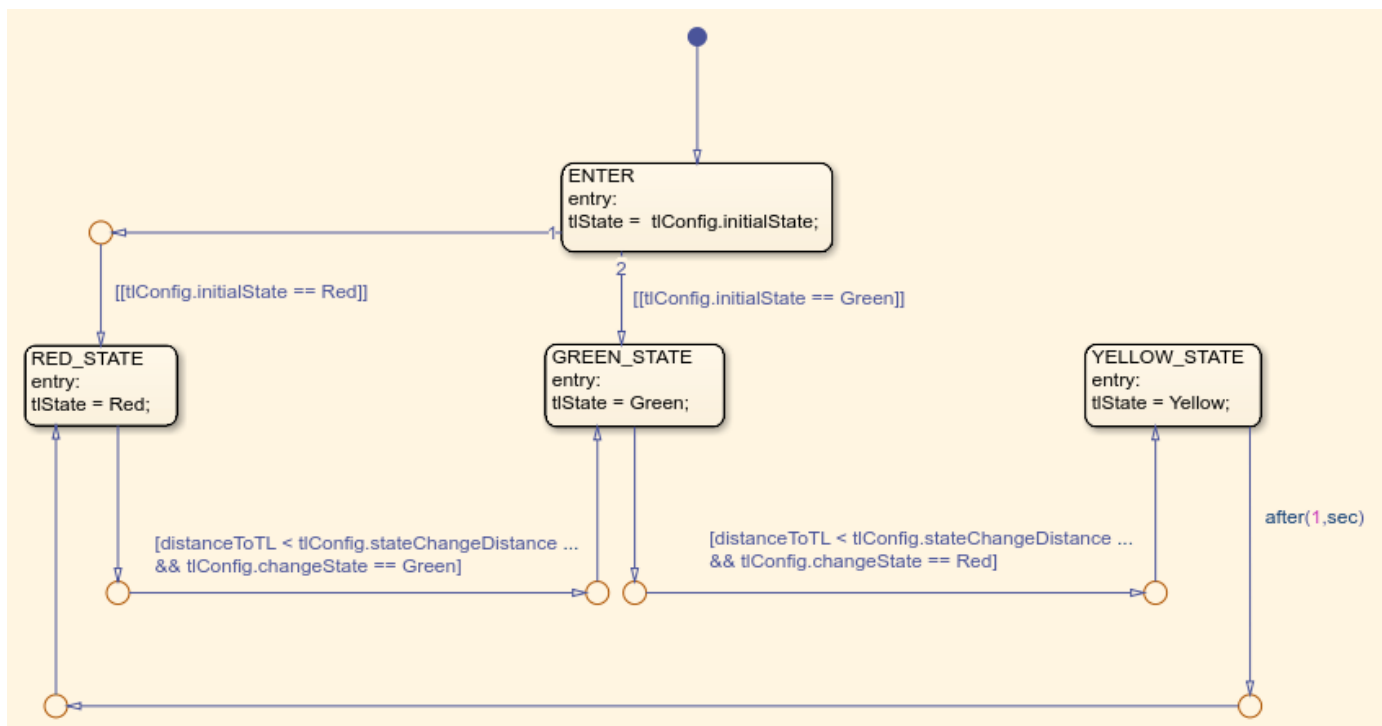 ENTER
entry:
tlState =  tlConfig.initialState;
1
2
[[tlConfig.initialState == Red]]
[[tlConfig.initialState == Green]]
RED_STATE
entry:
tlState = Red;
GREEN_STATE
entry:
tlState = Green;
YELLOW_STATE
entry:
tlState = Yellow;
[distanceToTL < tlConfig.stateChangeDistance ...
&& tlConfig.changeState == Green]
[distanceToTL < tlConfig.stateChangeDistance ...
&& tlConfig.changeState == Red]
after(1,sec)